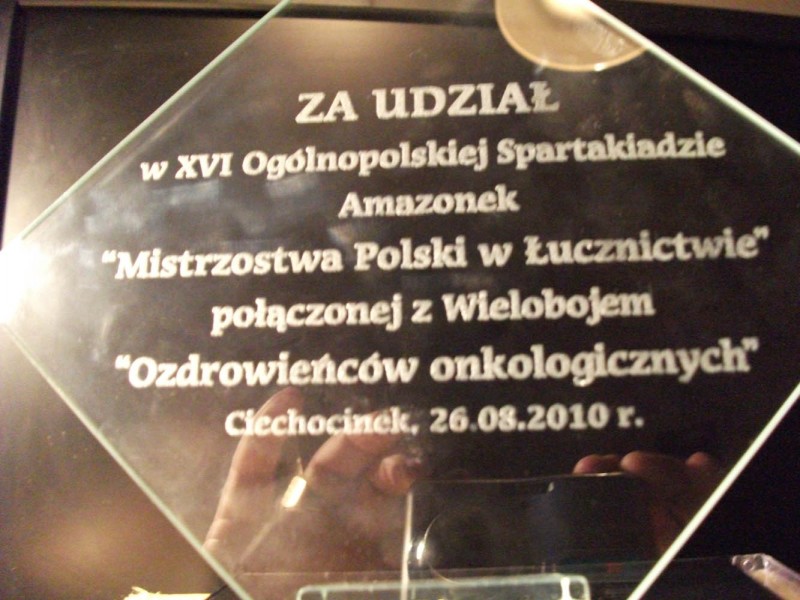 ZA UDZIAŁ
w XVI Ogólnopolskiej Spartakiadzie
Amazonek
“Mistrzostwa Polski w Łucznictwie”
połączonej z Wielobojem
“Ozdrowieńców onkologicznych”
Ciechocinek, 26.08.2010 r.